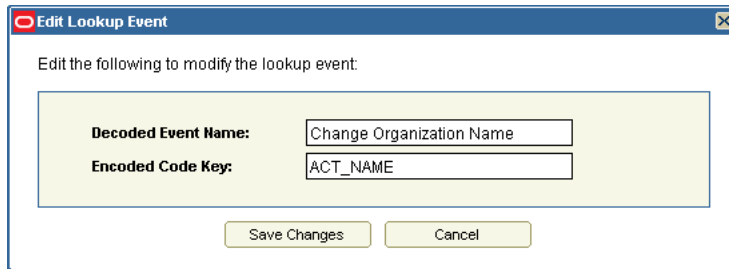 Edit Lookup Event
Edit the following to modify the lookup event:
Decoded Event Name: Change Organization Name
Encoded Code Key: ACT_NAME
Save Changes Cancel